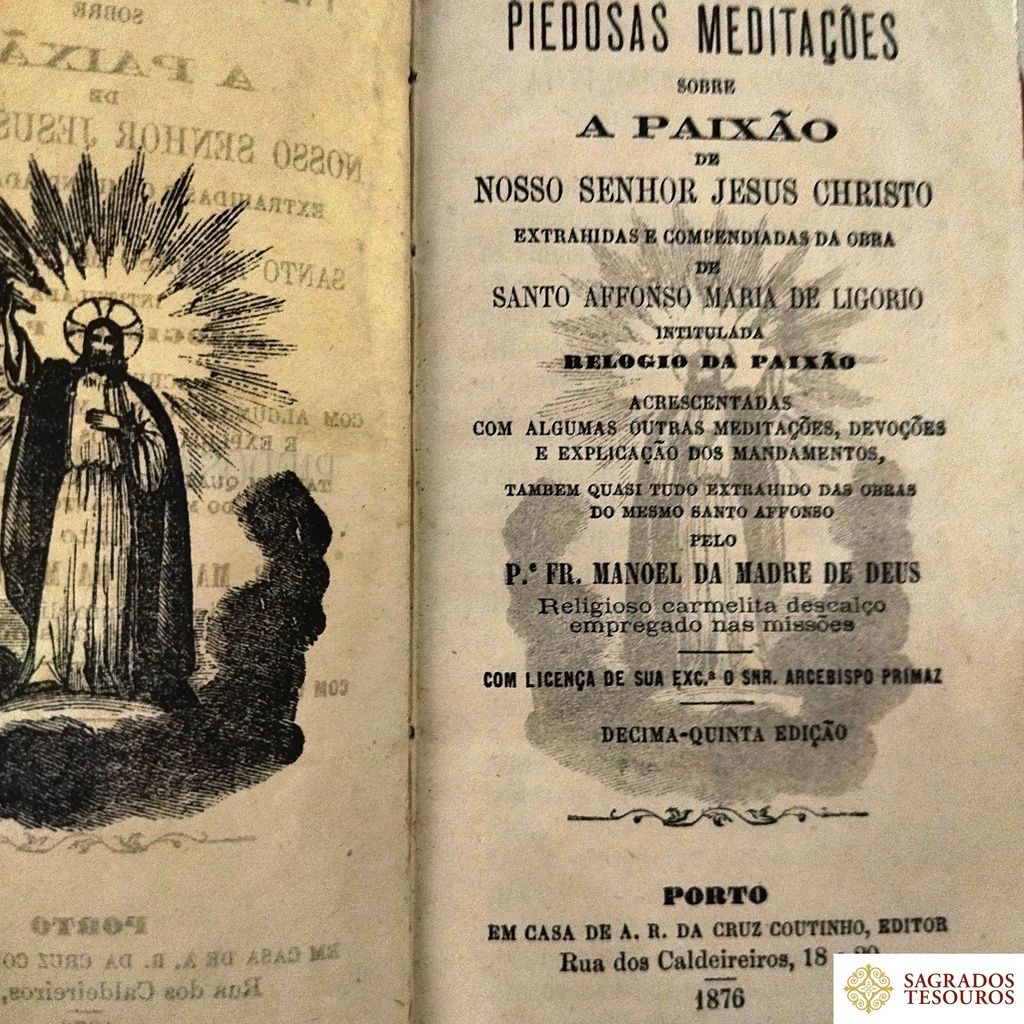 PIEDOSAS MEDITAÇÕES
SOBRE
A PAIXÃO
DE
NOSSO SENHOR JESUS CHRISTO
EXTRAHIDAS E COMPENDIADAS DA OBRA
DE
SANTO AFFONSO MARIA DE LIGORIO
INTITULADA
RELOGIO DA PAIXÃO
ACRESCENTADAS
COM ALGUMAS OUTRAS MEDITAÇÕES, DEVOÇÕES
E EXPLICAÇÃO DOS MANDAMENTOS,
TAMBEM QUASI TUDO EXTRAHIDO DAS OBRAS
DO MESMO SANTO AFFONSO
PELO
P.e FR. MANOEL DA MADRE DE DEUS
Religioso carmelita descalço
empregado nas missões
COM LICENÇA DE SUA EXC.ª O SNR. ARCEBISPO PRIMAZ
DECIMA-QUINTA EDIÇÃO
PORTO
EM CASA DE A. R. DA CRUZ COUTINHO, EDITOR
Rua dos Caldeireiros, 18
1876
SAGRADOS
TESOUROS